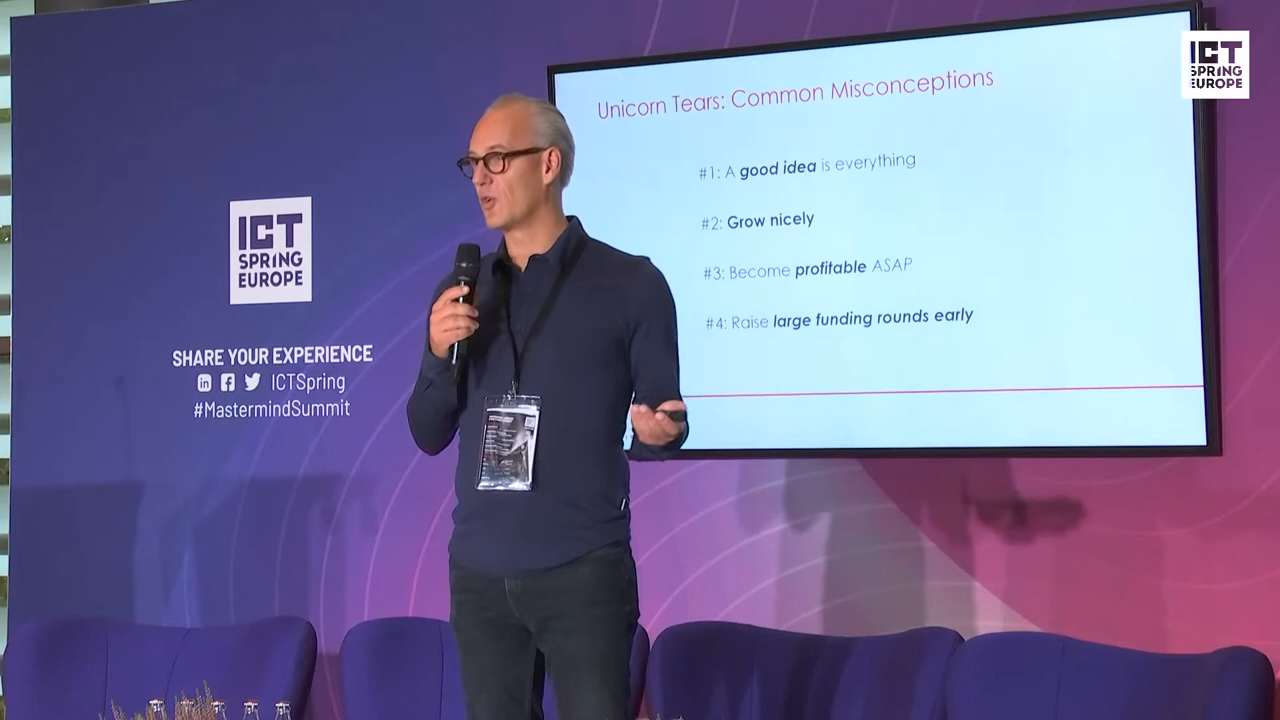 ICT
SPRING
EUROPE
Unicorn Tears: Common Misconceptions
#1: A good idea is everything
#2: Grow nicely
#3: Become profitable ASAP
#4: Raise large funding rounds early
ICT
SPRING
EUROPE
SHARE YOUR EXPERIENCE
ICTSpring
#MastermindSummit